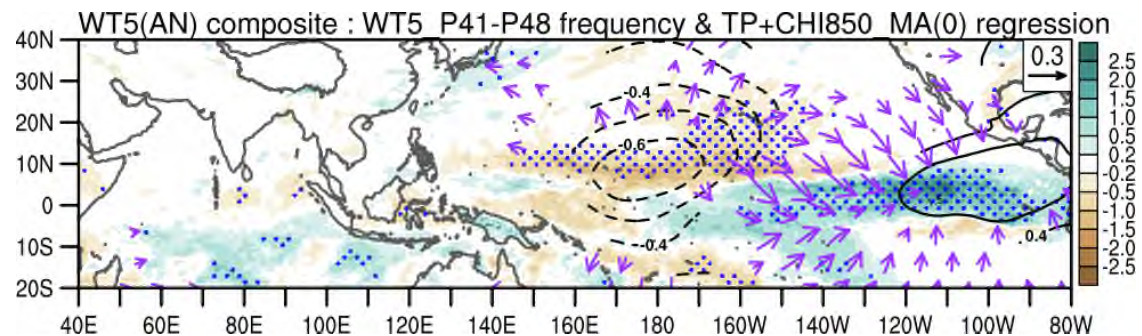 WT5(AN) composite : WT5_P41-P48 frequency & TP+CHI850_MA(0) regression
40N
30N
20N
10N
0
10S
20S
0.3
-0.4
-0.6
-0.4
0.4
2.5
2.0
1.5
1.0
0.5
0.2
-0.2
-0.5
-1.0
-1.5
-2.0
-2.5
40E 60E 80E 100E 120E 140E 160E 180 160W 140W 120W 100W 80W